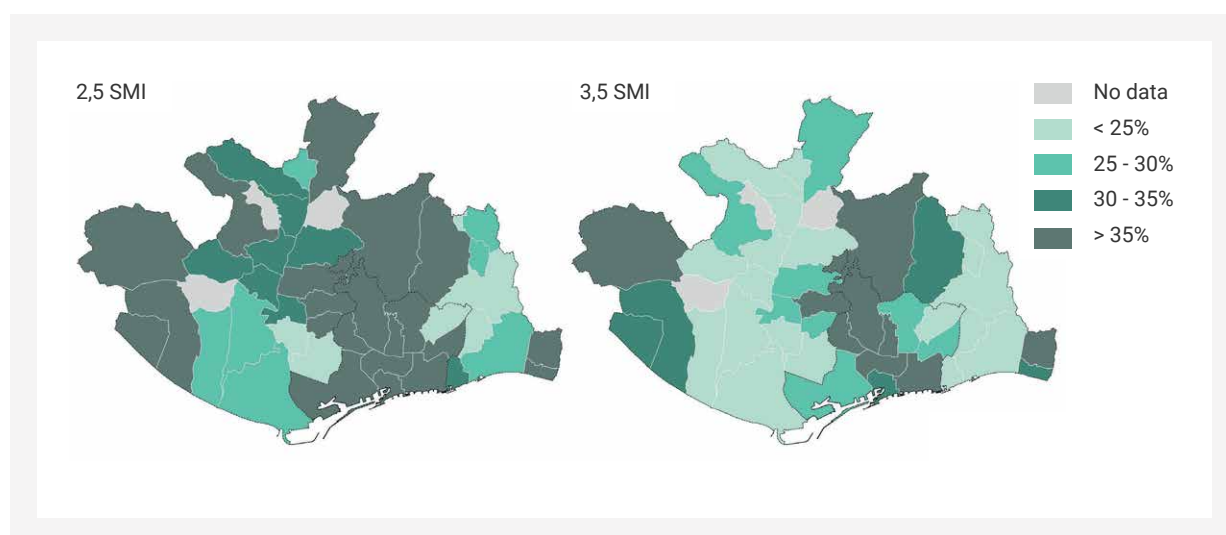 2,5 SMI
3,5 SMI
No data
< 25%
25 - 30%
30 - 35%
> 35%